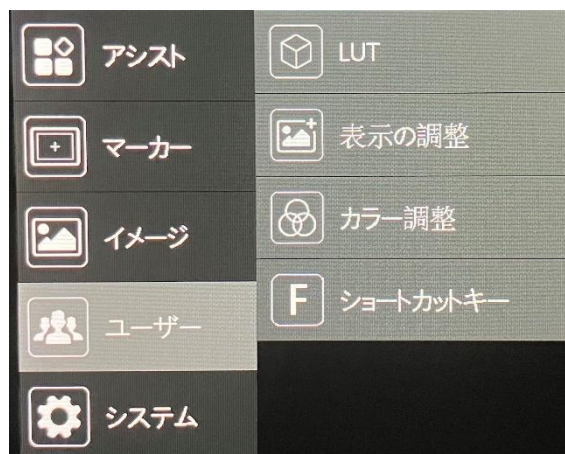 アシスト
マーカー
イメージ
ユーザー
システム
LUT
表示の調整
カラー調整
F ショートカットキー